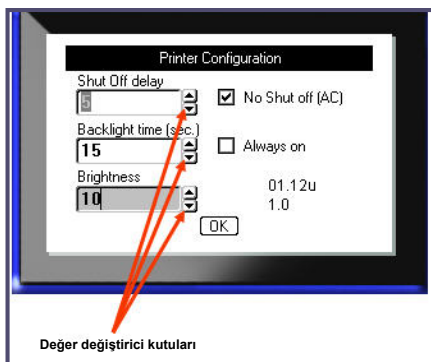 Printer Configuration
Shut Off delay
5
No Shut off (AC)
Backlight time (sec.)
15
Always on
Brightness
10
01.12u
1.0
OK
Değer değiştirici kutuları